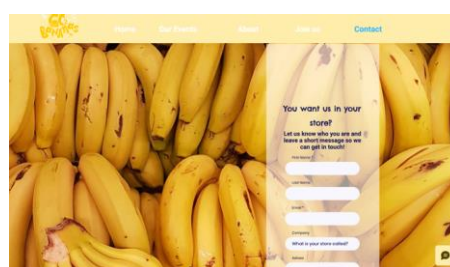 GO
BONANAS
Home
Our Brands
About
Join us
Contact
You want us in your
store?
Let us know who you are and
leave a short message so we
can get in touch!
First Name*
Last Name
Email*
Company
What is your store called?